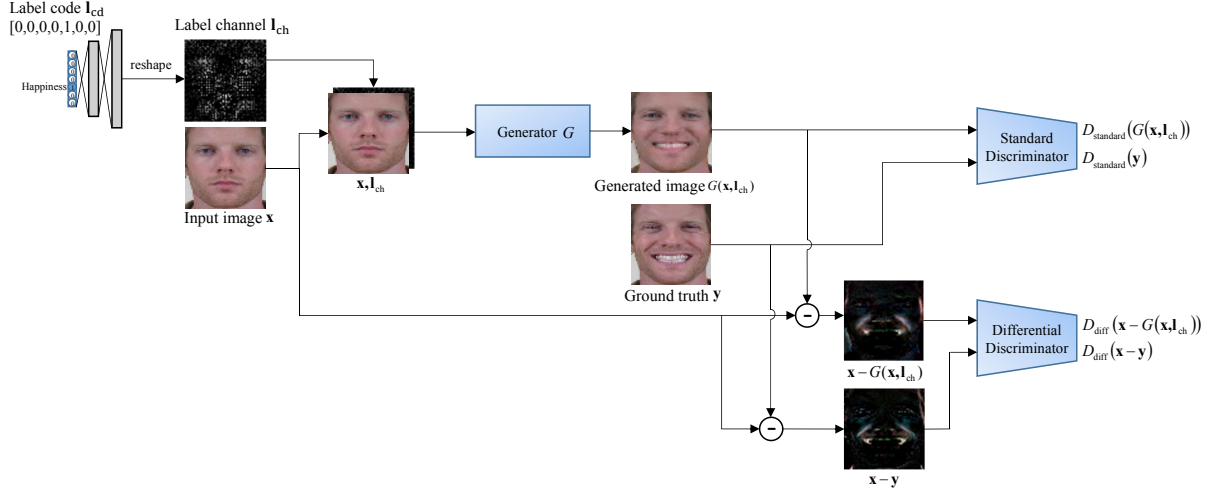 Label code l_cd
[0,0,0,0,1,0,0]
Happiness
reshape
Label channel l_ch
Input image x
x,l_ch
Generator G
Generated image G(x,l_ch)
Ground truth y
Standard
Discriminator
D_standard(G(x,l_ch))
D_standard(y)
-
-
x − G(x,l_ch)
x − y
Differential
Discriminator
D_diff(x − G(x,l_ch))
D_diff(x − y)